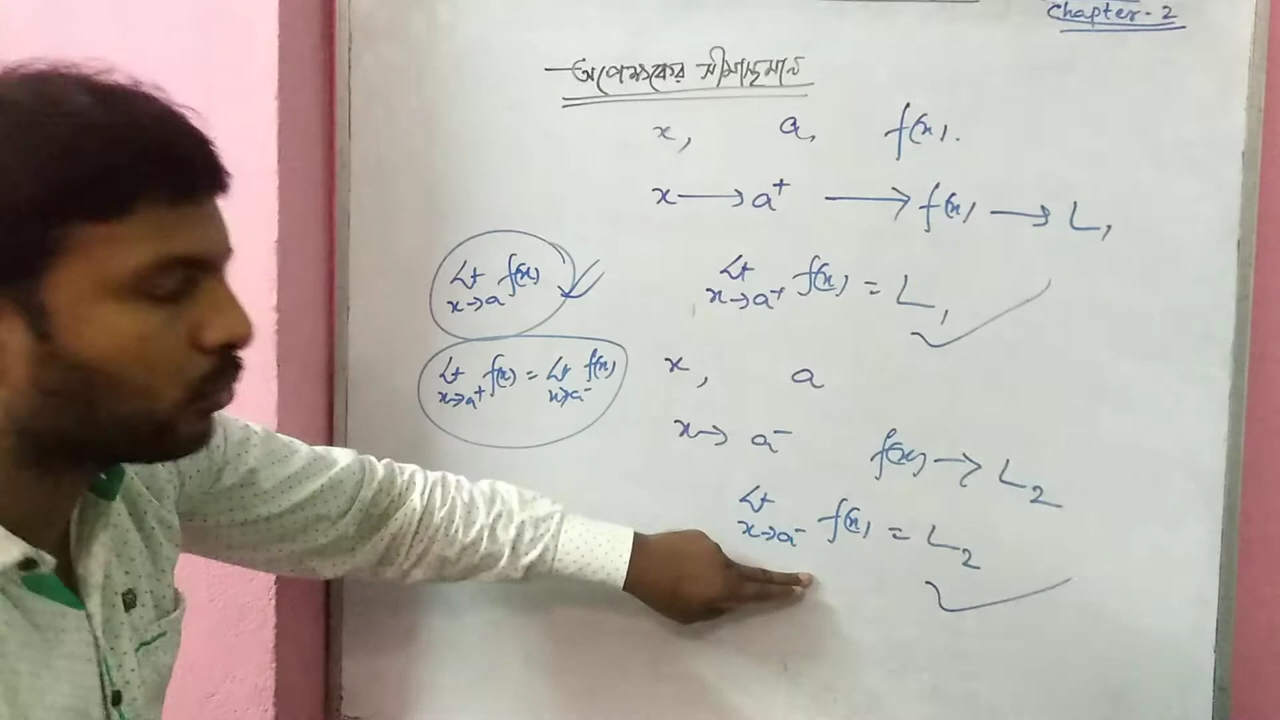 Chapter-2
অপেক্ষকের সীমাস্থমান
x, a, f(x).
x → a⁺ → f(x) → L₁
Lt f(x)
x→a
Lt f(x) = L₁
x→a⁺
Lt f(x) = Lt f(x)
x→a⁺ x→a⁻
x, a
x → a⁻ f(x) → L₂
Lt f(x) = L₂
x→a⁻